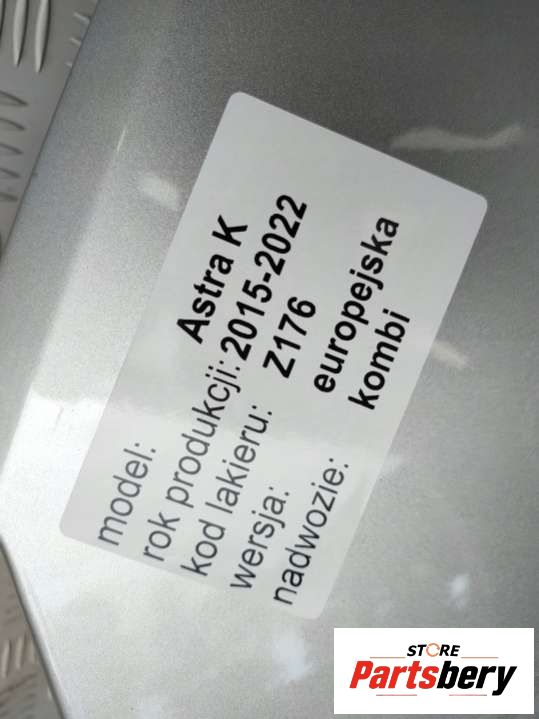 model: Astra K
rok produkcji: 2015-2022
kod lakieru: Z176
wersja: europejska
nadwozie: kombi
STORE
Partsbery